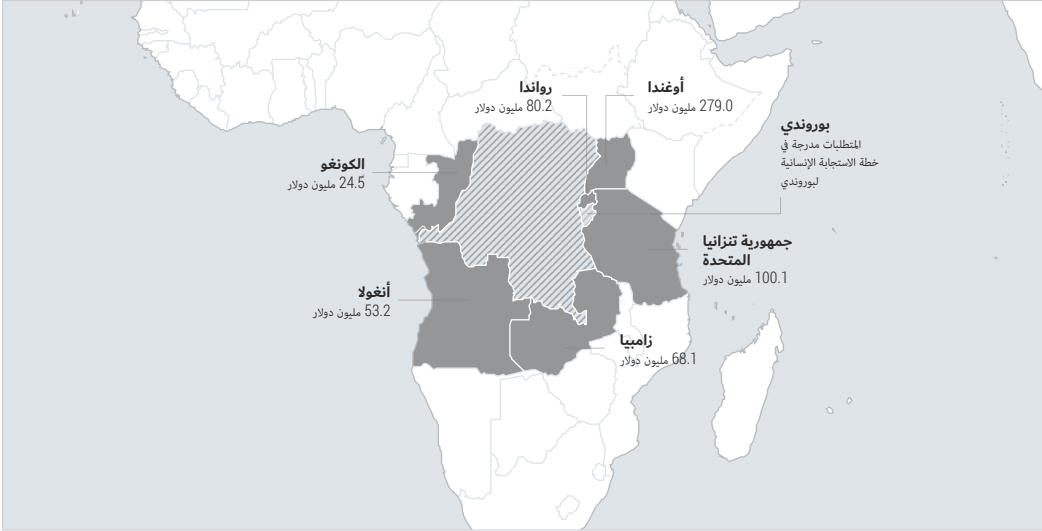 رواندا
80.2 مليون دولار
أوغندا
279.0 مليون دولار
بوروندي
المتطلبات مدرجة في
خطة الاستجابة الإنسانية
لبوروندي
الكونغو
24.5 مليون دولار
جمهورية تنزانيا
المتحدة
100.1 مليون دولار
أنغولا
53.2 مليون دولار
زامبيا
68.1 مليون دولار